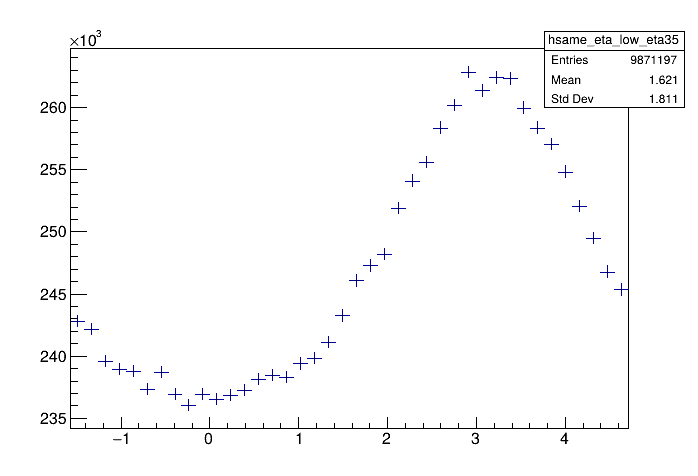 ×10³
hsame_eta_low_eta35
Entries 9871197
Mean 1.621
Std Dev 1.811
260
255
250
245
240
235
−1 0 1 2 3 4